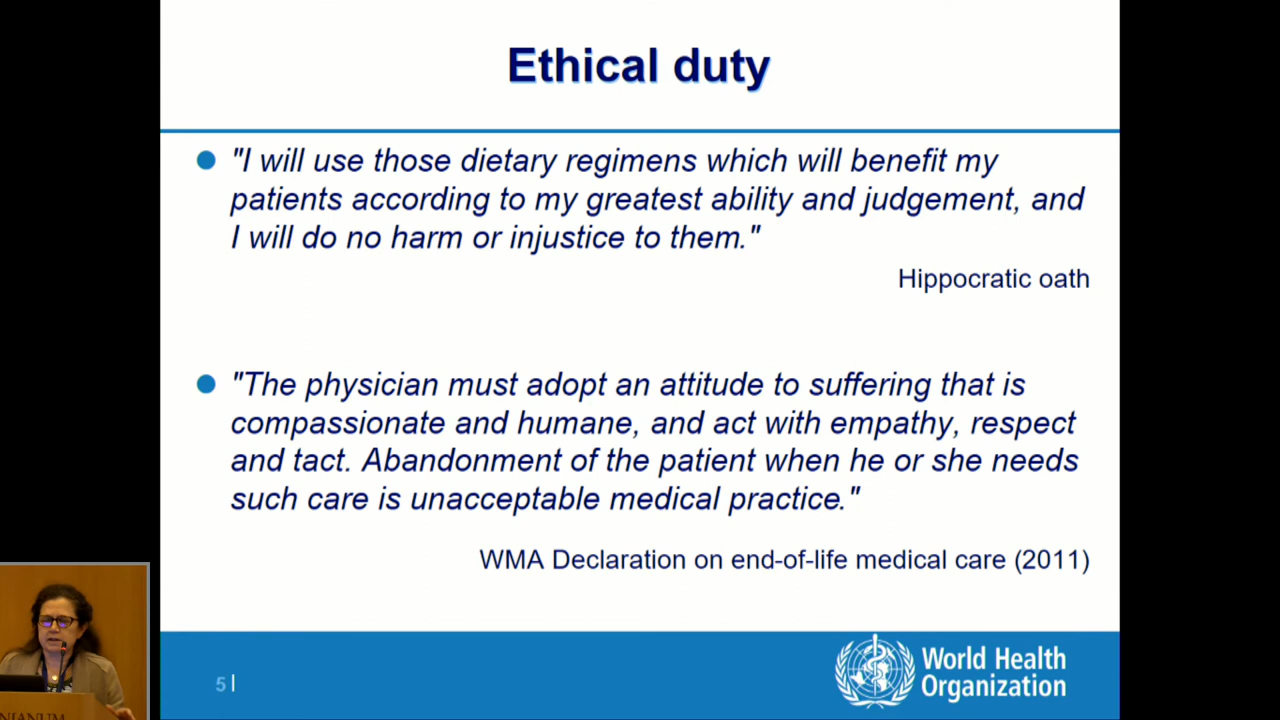 Ethical duty
"I will use those dietary regimens which will benefit my
patients according to my greatest ability and judgement, and
I will do no harm or injustice to them."
Hippocratic oath
"The physician must adopt an attitude to suffering that is
compassionate and humane, and act with empathy, respect
and tact. Abandonment of the patient when he or she needs
such care is unacceptable medical practice."
WMA Declaration on end-of-life medical care (2011)
5 |
World Health
Organization